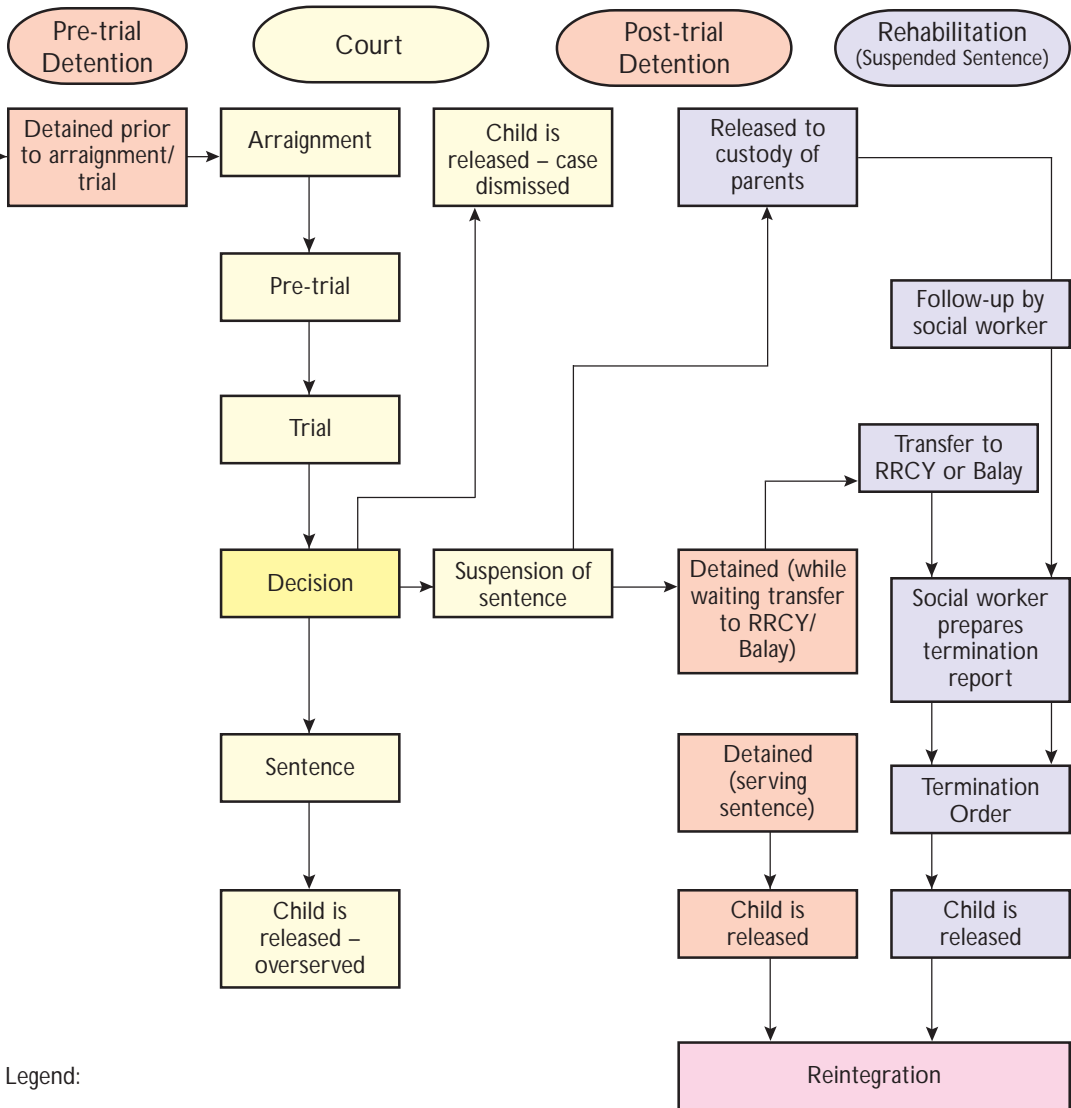 Pre-trial
Detention
Court
Post-trial
Detention
Rehabilitation
(Suspended Sentence)
Detained prior
to arraignment/
trial
Arraignment
Child is
released – case
dismissed
Released to
custody of
parents
Pre-trial
Follow-up by
social worker
Trial
Transfer to
RRCY or Balay
Decision
Suspension of
sentence
Detained (while
waiting transfer
to RRCY/
Balay)
Social worker
prepares
termination
report
Sentence
Detained
(serving
sentence)
Termination
Order
Child is
released –
overserved
Child is
released
Child is
released
Legend:
Reintegration